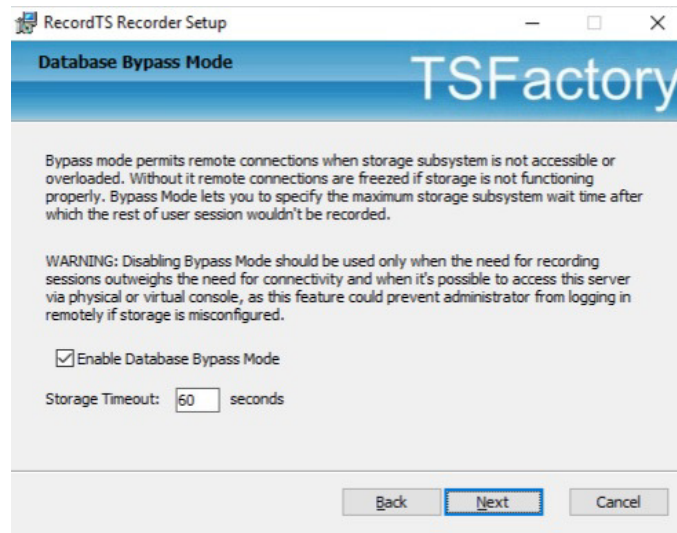 RecordTS Recorder Setup
Database Bypass Mode
TSFactory
Bypass mode permits remote connections when storage subsystem is not accessible or
overloaded. Without it remote connections are freezed if storage is not functioning
properly. Bypass Mode lets you to specify the maximum storage subsystem wait time after
which the rest of user session wouldn't be recorded.
WARNING: Disabling Bypass Mode should be used only when the need for recording
sessions outweighs the need for connectivity and when it's possible to access this server
via physical or virtual console, as this feature could prevent administrator from logging in
remotely if storage is misconfigured.
Enable Database Bypass Mode
Storage Timeout: 60 seconds
Back Next Cancel